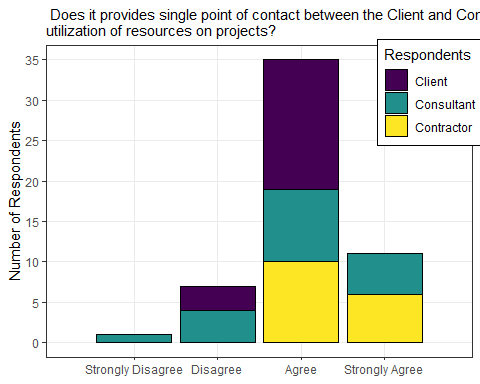 Does it provides single point of contact between the Client and Con
utilization of resources on projects?
Respondents
Client
Consultant
Contractor
Number of Respondents
35
30
25
20
15
10
5
0
Strongly Disagree Disagree Agree Strongly Agree